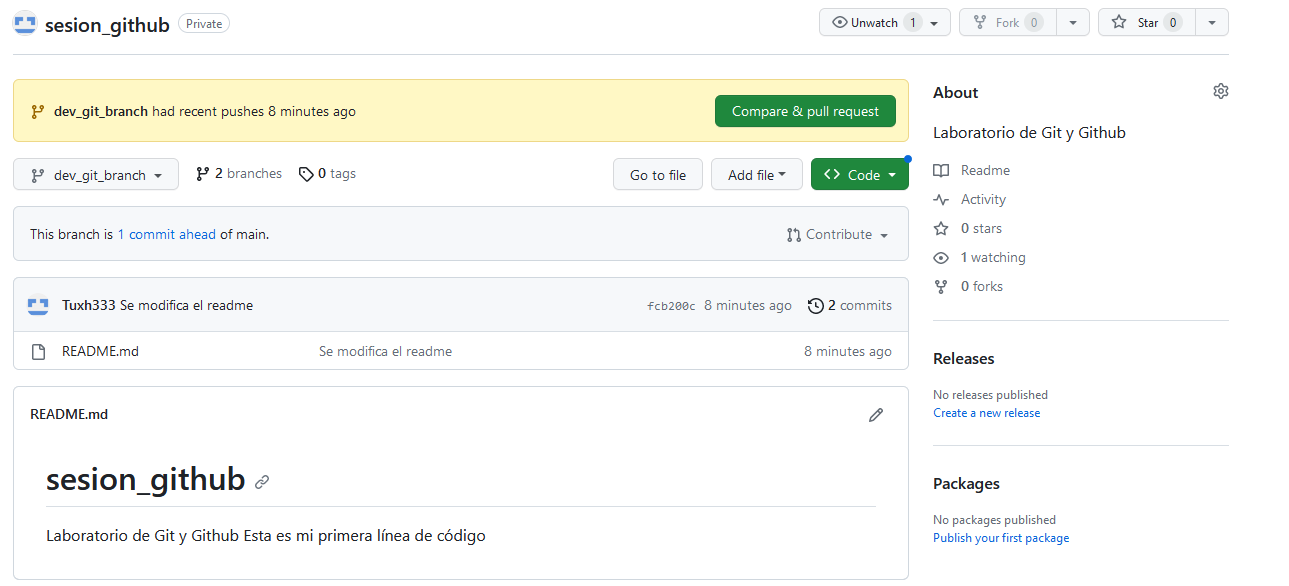 sesion_github Private Unwatch 1 Fork 0 Star 0
dev_git_branch had recent pushes 8 minutes ago Compare & pull request
dev_git_branch 2 branches 0 tags Go to file Add file Code
This branch is 1 commit ahead of main. Contribute
Tuxh333 Se modifica el readme fcb200c 8 minutes ago 2 commits
README.md Se modifica el readme 8 minutes ago
README.md
sesion_github
Laboratorio de Git y Github Esta es mi primera línea de código
About
Laboratorio de Git y Github
Readme
Activity
0 stars
1 watching
0 forks
Releases
No releases published
Create a new release
Packages
No packages published
Publish your first package